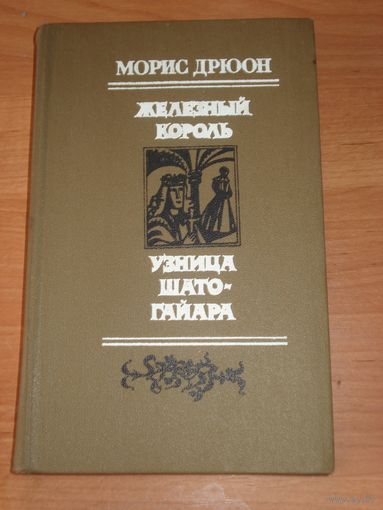 МОРИС ДРЮОН
ЖЕЛЕЗНЫЙ
КОРОЛЬ
УЗНИЦА
ШАТО-
ГАЙАРА